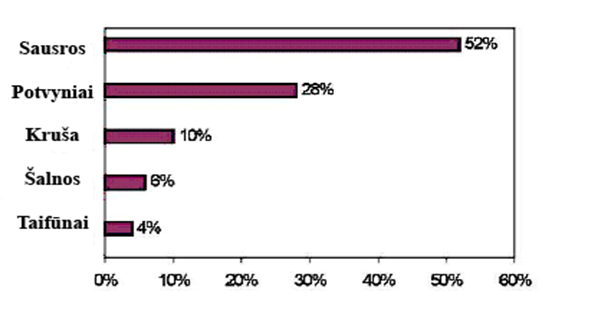 Sausros 52%
Potvyniai 28%
Kruša 10%
Šalnos 6%
Taifūnai 4%
0% 10% 20% 30% 40% 50% 60%